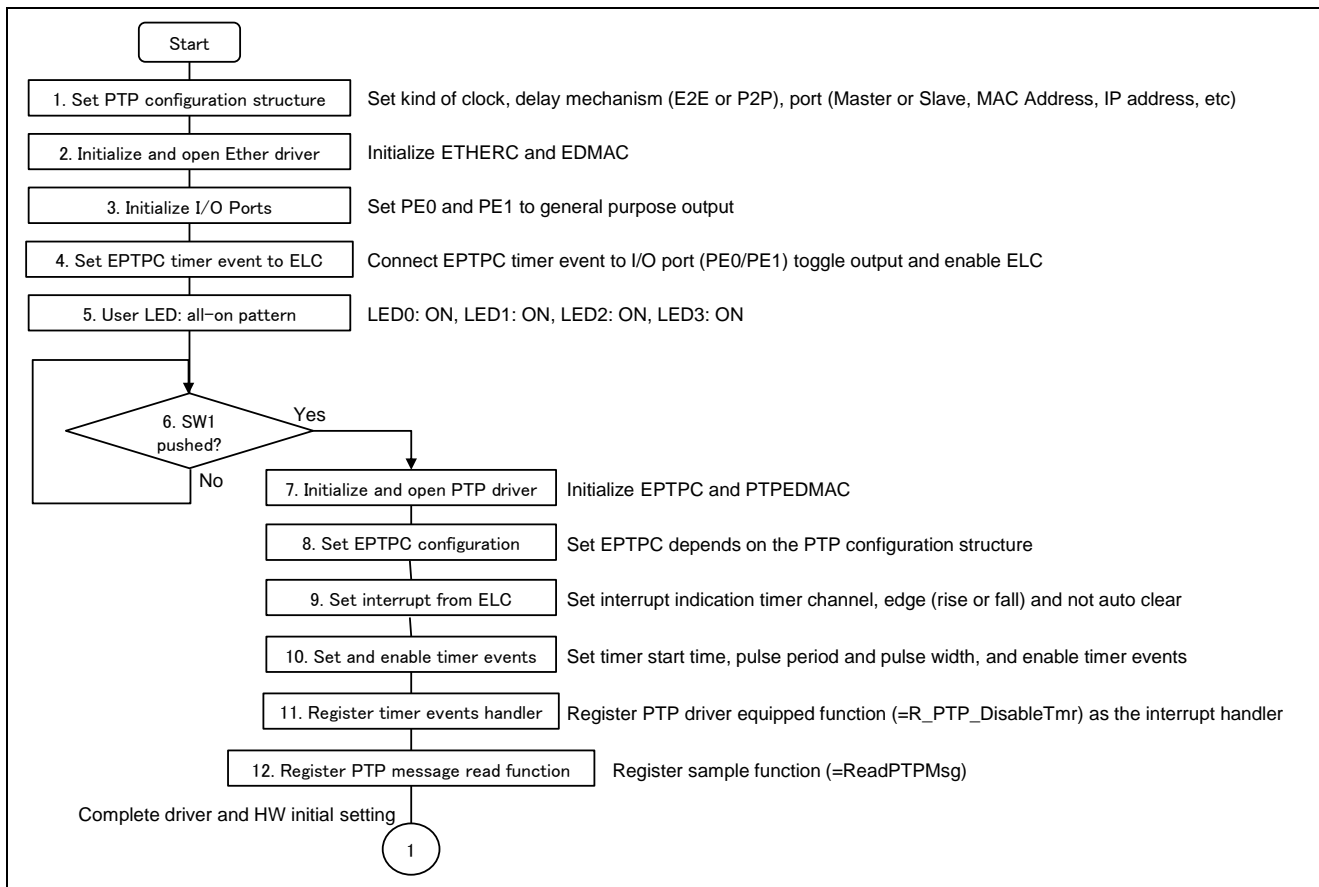 Start
1. Set PTP configuration structure
Set kind of clock, delay mechanism (E2E or P2P), port (Master or Slave, MAC Address, IP address, etc)
2. Initialize and open Ether driver
Initialize ETHERC and EDMAC
3. Initialize I/O Ports
Set PE0 and PE1 to general purpose output
4. Set EPTPC timer event to ELC
Connect EPTPC timer event to I/O port (PE0/PE1) toggle output and enable ELC
5. User LED: all-on pattern
LED0: ON, LED1: ON, LED2: ON, LED3: ON
6. SW1
pushed?
Yes
No
7. Initialize and open PTP driver
Initialize EPTPC and PTPEDMAC
8. Set EPTPC configuration
Set EPTPC depends on the PTP configuration structure
9. Set interrupt from ELC
Set interrupt indication timer channel, edge (rise or fall) and not auto clear
10. Set and enable timer events
Set timer start time, pulse period and pulse width, and enable timer events
11. Register timer events handler
Register PTP driver equipped function (=R_PTP_DisableTmr) as the interrupt handler
12. Register PTP message read function
Register sample function (=ReadPTPMsg)
Complete driver and HW initial setting
1